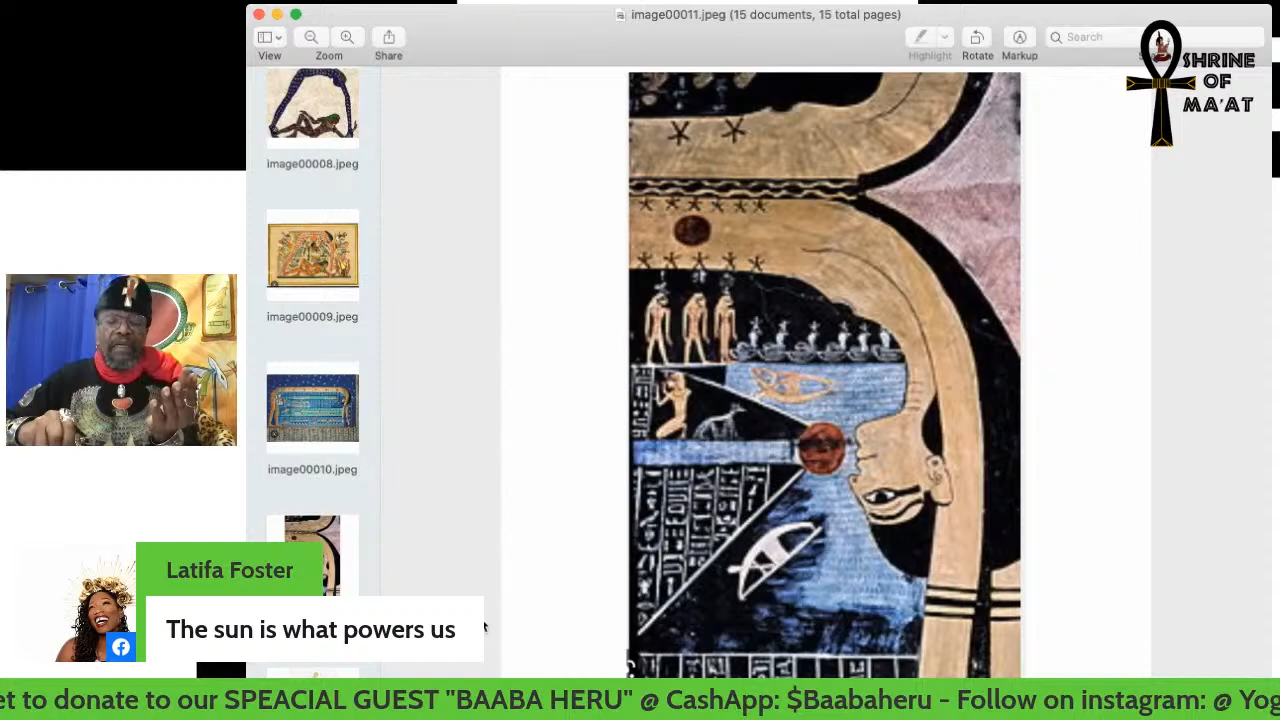 image00011.jpeg (15 documents, 15 total pages)
View
Zoom
Share
Highlight
Rotate
Markup
Search
SHRINE
OF
MA'AT
image00008.jpeg
image00009.jpeg
image00010.jpeg
Latifa Foster
The sun is what powers us
et to donate to our SPEACIAL GUEST "BAABA HERU" @ CashApp: $Baabaheru - Follow on instagram: @ Yog